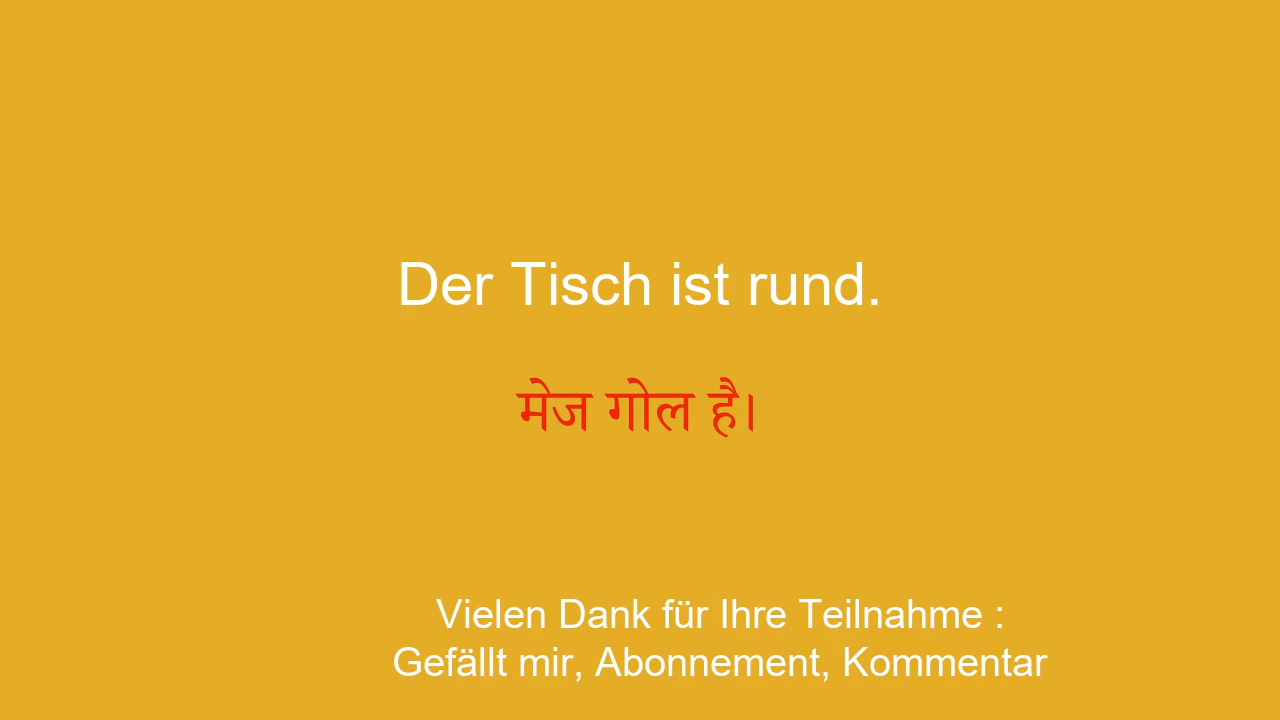 Der Tisch ist rund.
मेज गोल है।
Vielen Dank für Ihre Teilnahme :
Gefällt mir, Abonnement, Kommentar